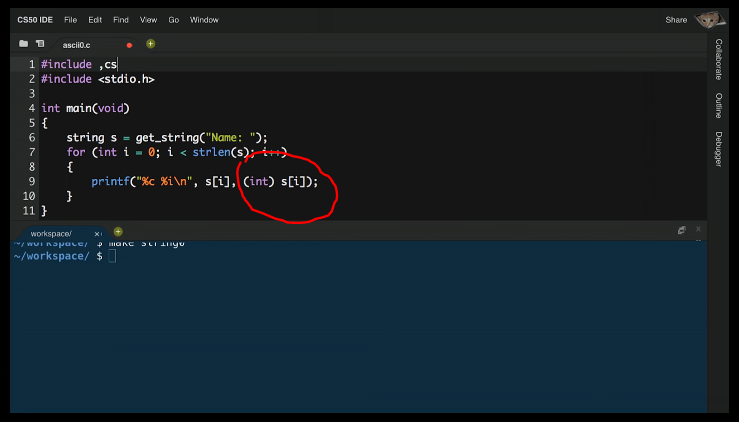 CS50 IDE File Edit Find View Go Window Share
ascii0.c
Collaborate
Outline
Debugger
1 #include ,cs
2 #include <stdio.h>
3
4 int main(void)
5 {
6 string s = get_string("Name: ");
7 for (int i = 0; i < strlen(s); i++)
8 {
9 printf("%c %i\n", s[i], (int) s[i]);
10 }
11 }
workspace/
~/workspace/ $ make string0
~/workspace/ $